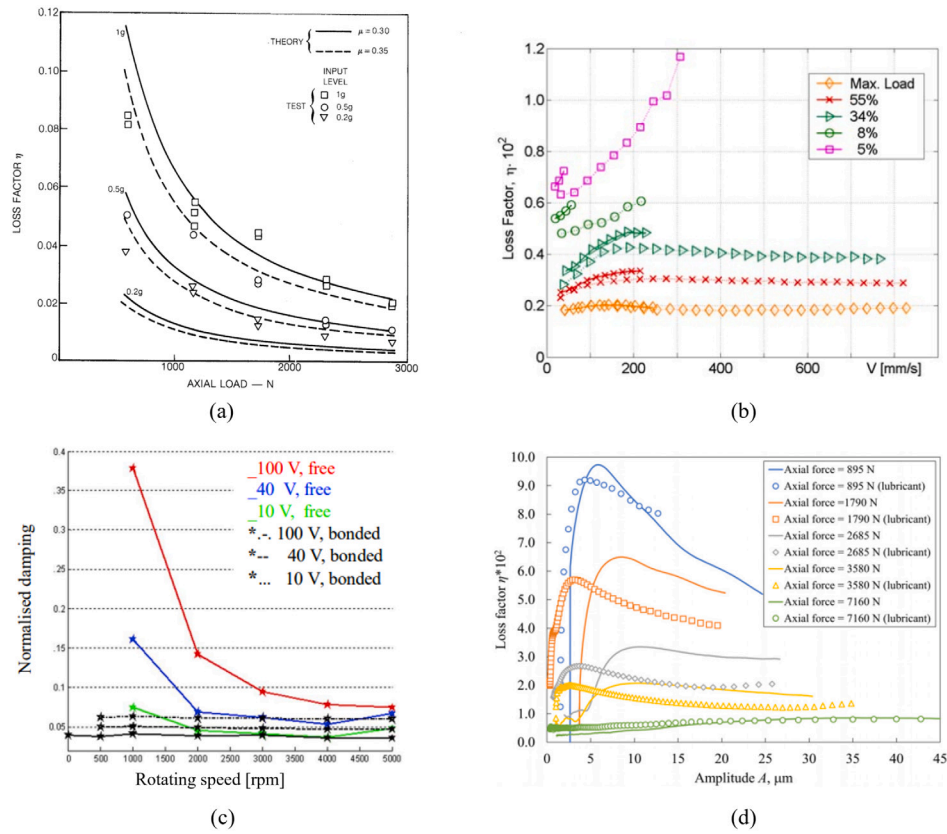 0.12
0.10
0.08
0.06
0.04
0.02
0
LOSS FACTOR η
1g
0.5g
0.2g
THEORY
μ = 0.30
μ = 0.35
INPUT
LEVEL
TEST
1g
0.5g
0.2g
1000
2000
3000
AXIAL LOAD — N
(a)
1.2
1.0
0.8
0.6
0.4
0.2
0
Loss Factor, η · 10²
Max. Load
55%
34%
8%
5%
0
200
400
600
V [mm/s]
(b)
0.4
.35
0.3
.25
0.2
.15
0.1
0.05
Normalised damping
_100 V, free
_40 V, free
_10 V, free
*.-. 100 V, bonded
*-- 40 V, bonded
*... 10 V, bonded
0
500
1000
2000
3000
4000
5000
Rotating speed [rpm]
(c)
10.0
9.0
8.0
7.0
6.0
5.0
4.0
3.0
2.0
1.0
0.0
Loss factor η*10²
Axial force = 895 N
Axial force = 895 N (lubricant)
Axial force =1790 N
Axial force =1790 N (lubricant)
Axial force = 2685 N
Axial force = 2685 N (lubricant)
Axial force = 3580 N
Axial force = 3580 N (lubricant)
Axial force = 7160 N
Axial force = 7160 N (lubricant)
0
5
10
15
20
25
30
35
40
45
Amplitude A, μm
(d)